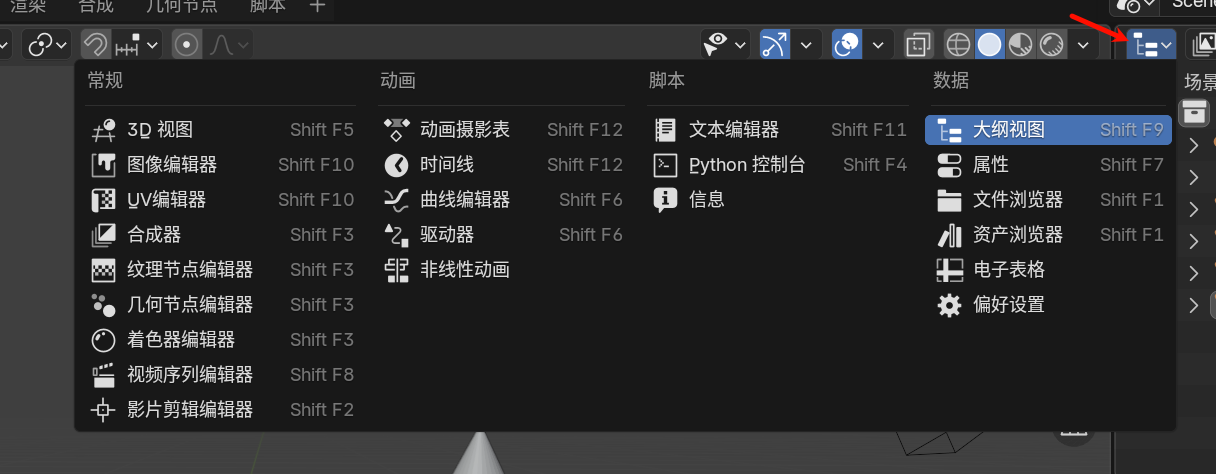 渲染 合成 几何节点 脚本 +
Scene
常规 动画 脚本 数据 场景
3D 视图 Shift F5 动画摄影表 Shift F12 文本编辑器 Shift F11 大纲视图 Shift F9
图像编辑器 Shift F10 时间线 Shift F12 Python 控制台 Shift F4 属性 Shift F7
UV编辑器 Shift F10 曲线编辑器 Shift F6 信息 文件浏览器 Shift F1
合成器 Shift F3 驱动器 Shift F6 资产浏览器 Shift F1
纹理节点编辑器 Shift F3 非线性动画 电子表格
几何节点编辑器 Shift F3 偏好设置
着色器编辑器 Shift F3
视频序列编辑器 Shift F8
影片剪辑编辑器 Shift F2